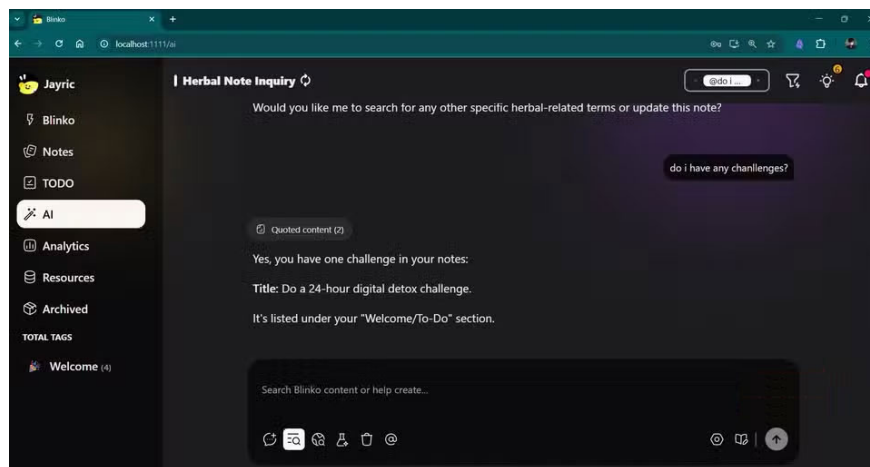 Blinko
localhost:1111/ai
Jayric
Herbal Note Inquiry
@do i ...
6
Would you like me to search for any other specific herbal-related terms or update this note?
Blinko
Notes
do i have any chanllenges?
TODO
AI
Quoted content (2)
Analytics
Yes, you have one challenge in your notes:
Resources
Title: Do a 24-hour digital detox challenge.
Archived
It's listed under your "Welcome/To-Do" section.
TOTAL TAGS
Welcome (4)
Search Blinko content or help create...